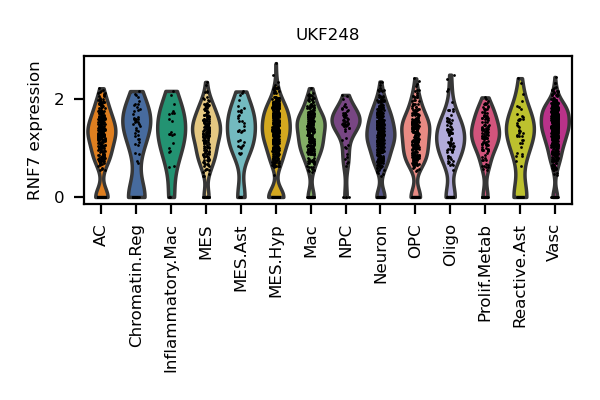 UKF248
RNF7 expression
2
0
AC
Chromatin.Reg
Inflammatory.Mac
MES
MES.Ast
MES.Hyp
Mac
NPC
Neuron
OPC
Oligo
Prolif.Metab
Reactive.Ast
Vasc